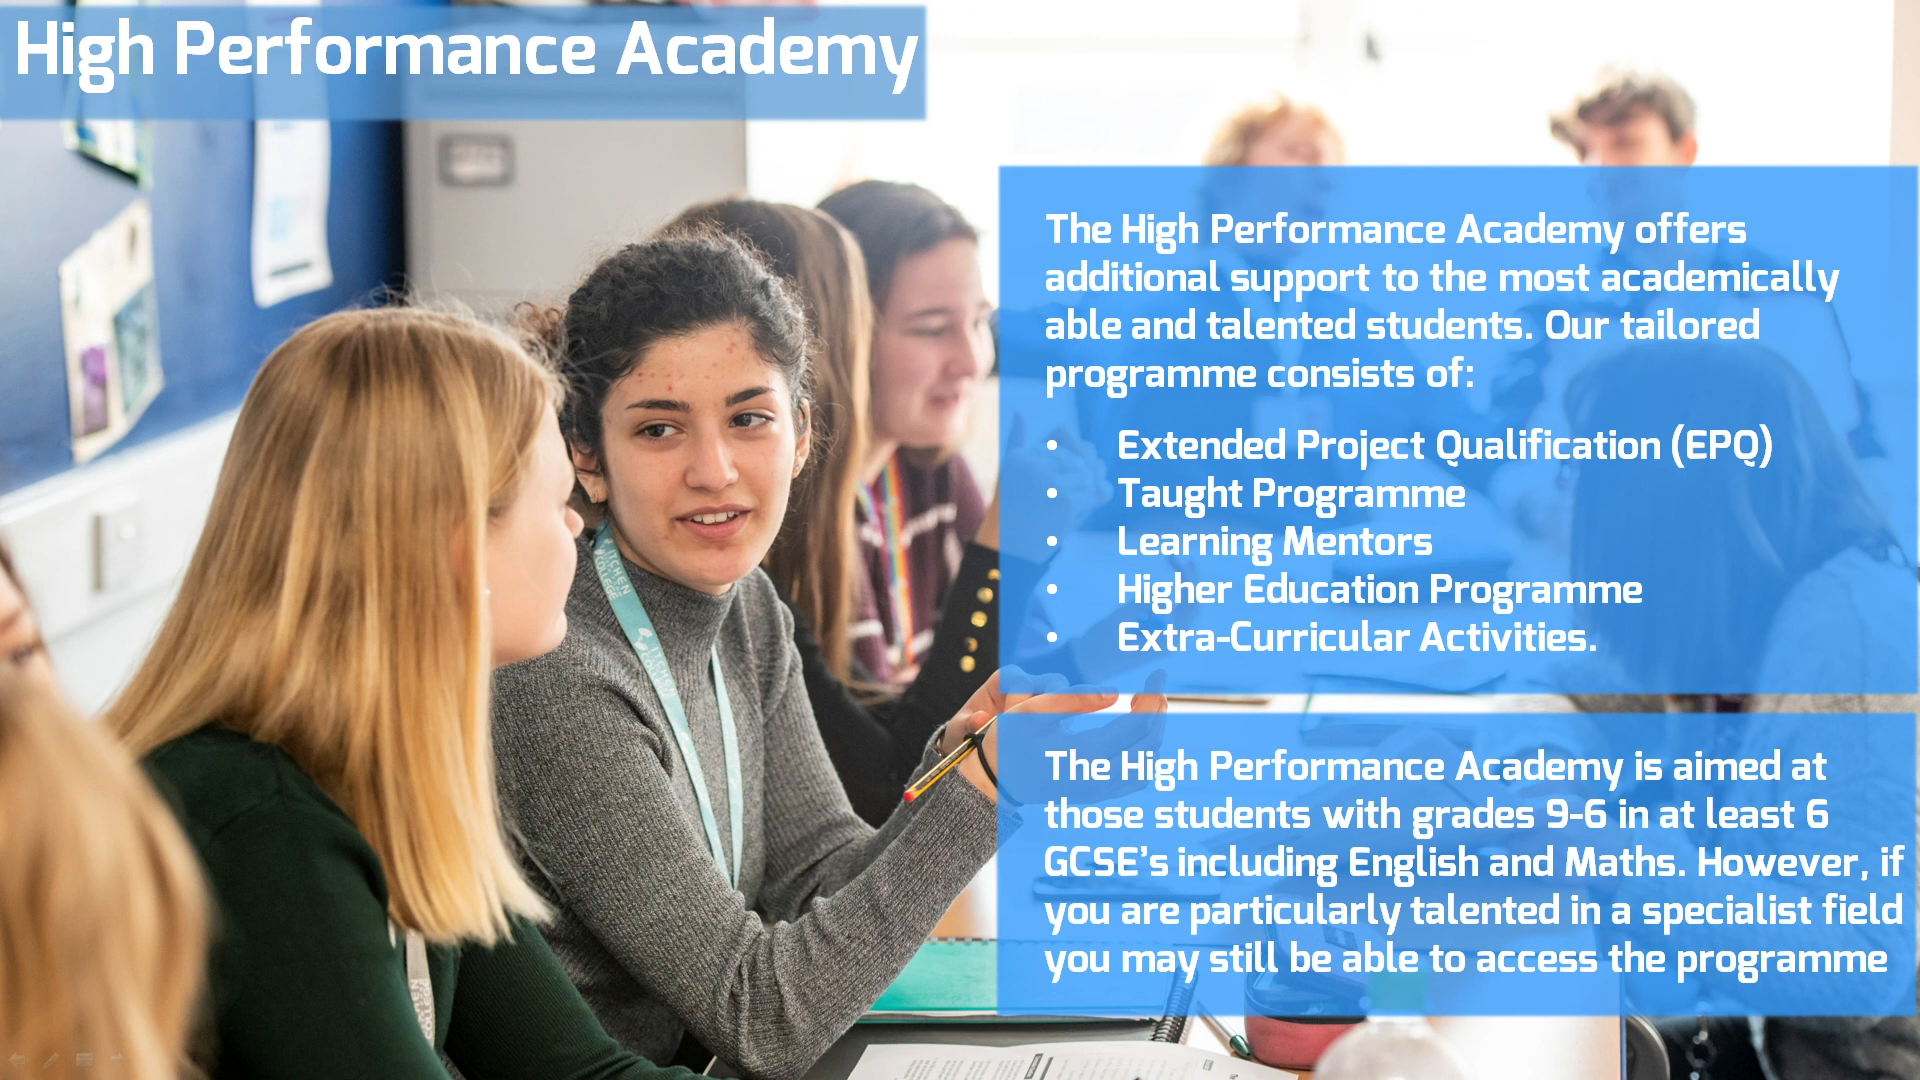 High Performance Academy
The High Performance Academy offers
additional support to the most academically
able and talented students. Our tailored
programme consists of:
• Extended Project Qualification (EPQ)
• Taught Programme
• Learning Mentors
• Higher Education Programme
• Extra-Curricular Activities.
The High Performance Academy is aimed at
those students with grades 9-6 in at least 6
GCSE's including English and Maths. However, if
you are particularly talented in a specialist field
you may still be able to access the programme
ITCHEN
COLLEGE
ITCHEN
COLLEGE